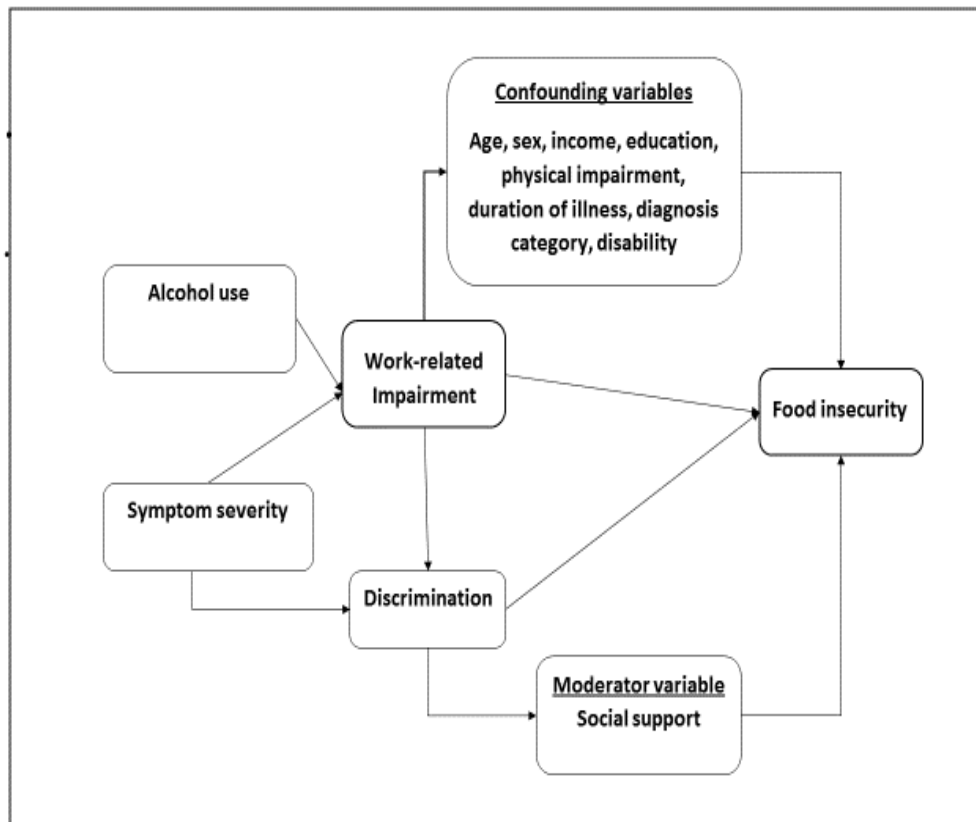 Confounding variables
Age, sex, income, education,
physical impairment,
duration of illness, diagnosis
category, disability
Alcohol use
Work-related
Impairment
Food insecurity
Symptom severity
Discrimination
Moderator variable
Social support